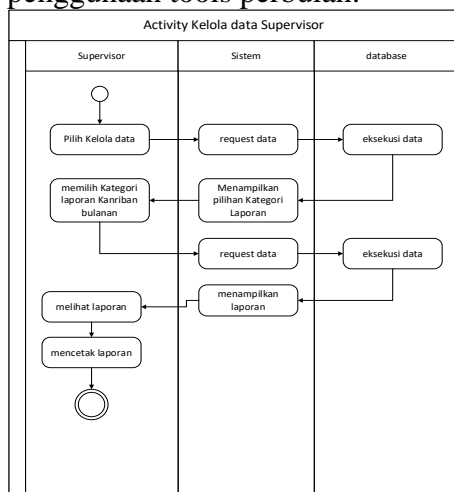 penggunaan tools perbulan.
Activity Kelola data Supervisor
Supervisor
Sistem
database
Pilih Kelola data
request data
eksekusi data
memilih Kategori
laporan Kanriban
bulanan
Menampilkan
pilihan Kategori
Laporan
request data
eksekusi data
melihat laporan
menampilkan
laporan
mencetak laporan